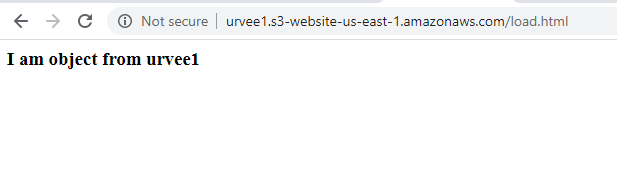 Not secure urvee1.s3-website-us-east-1.amazonaws.com/load.html
I am object from urvee1